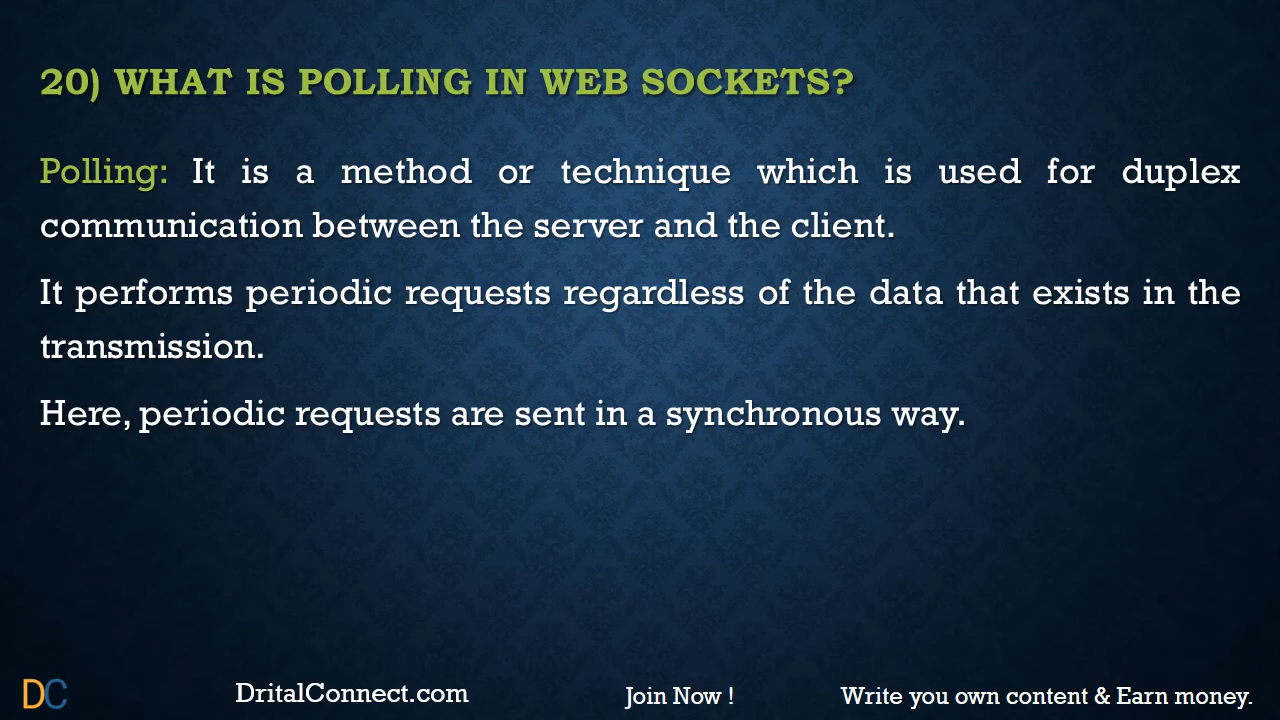 20) WHAT IS POLLING IN WEB SOCKETS?
Polling: It is a method or technique which is used for duplex
communication between the server and the client.
It performs periodic requests regardless of the data that exists in the
transmission.
Here, periodic requests are sent in a synchronous way.
DC
DritalConnect.com
Join Now !
Write you own content & Earn money.